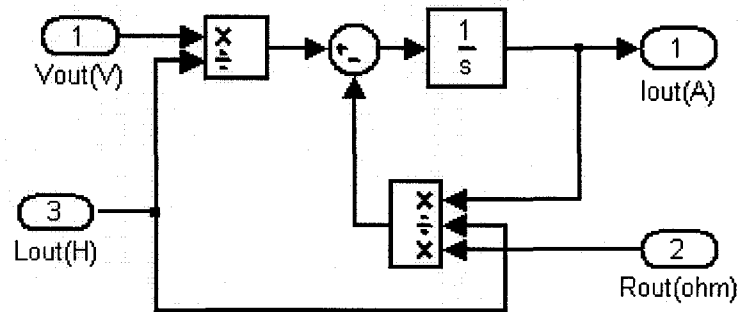 1
Vout(V)
×
÷
+
-
1
s
1
Iout(A)
3
Lout(H)
×
÷
×
2
Rout(ohm)